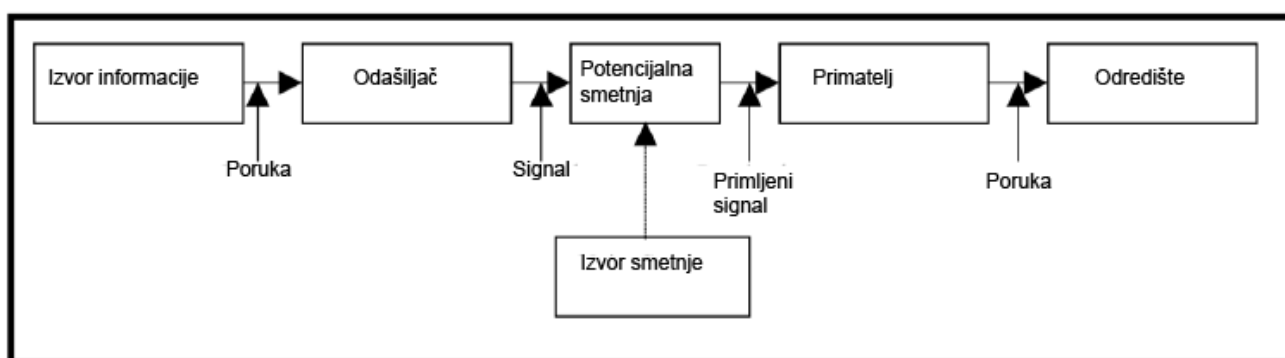 Izvor informacije
Odašiljač
Potencijalna
smetnja
Primatelj
Odredište
Poruka
Signal
Primljeni
signal
Poruka
Izvor smetnje